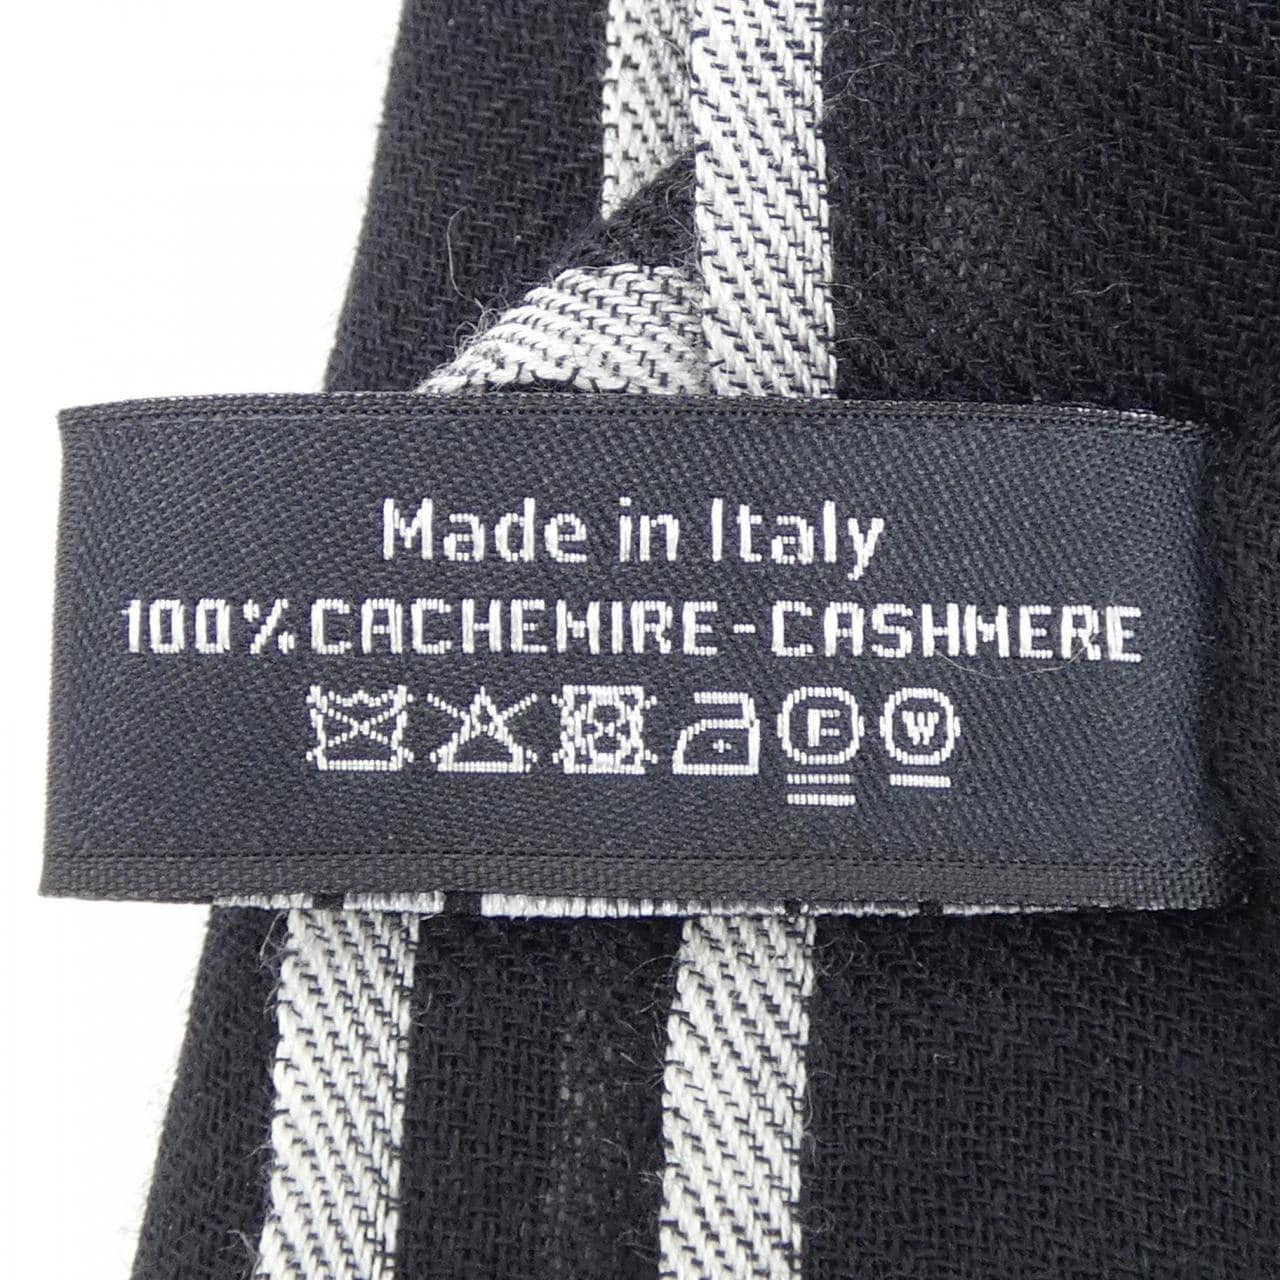 Made in Italy
100% CACHEMIRE-CASHMERE
F W